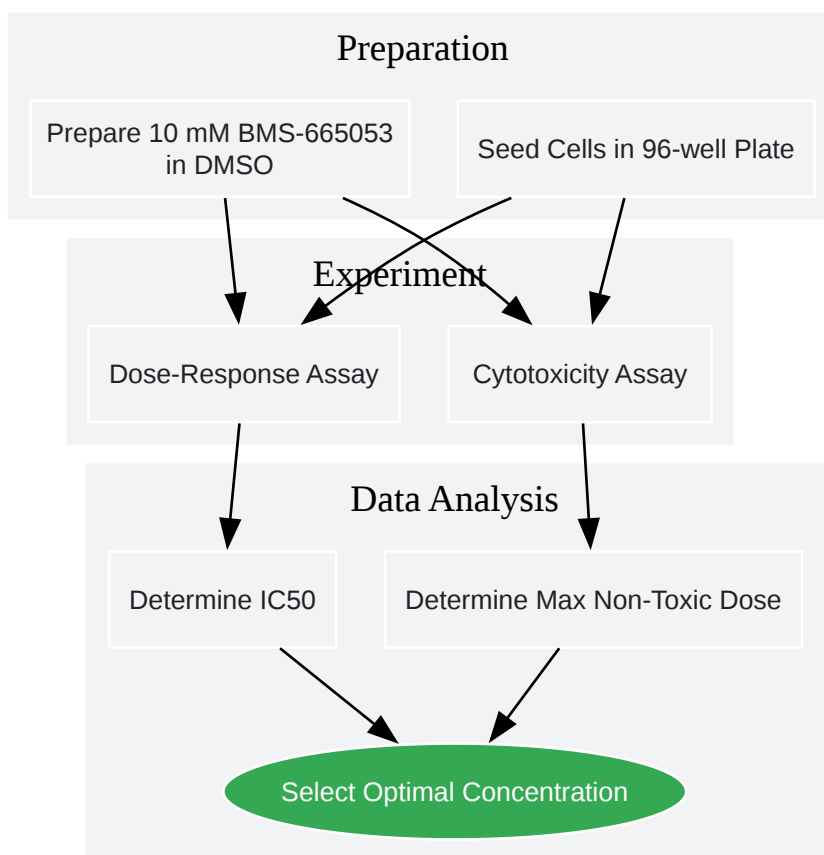 Preparation
Prepare 10 mM BMS-665053
in DMSO
Seed Cells in 96-well Plate
Experiment
Dose-Response Assay
Cytotoxicity Assay
Data Analysis
Determine IC50
Determine Max Non-Toxic Dose
Select Optimal Concentration